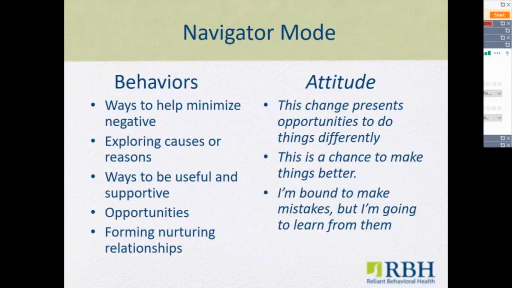 Navigator Mode
Behaviors
• Ways to help minimize
negative
• Exploring causes or
reasons
• Ways to be useful and
supportive
• Opportunities
• Forming nurturing
relationships
Attitude
• This change presents
opportunities to do
things differently
• This is a chance to make
things better.
• I'm bound to make
mistakes, but I'm going
to learn from them
RBH
Reliant Behavioral Health
Start